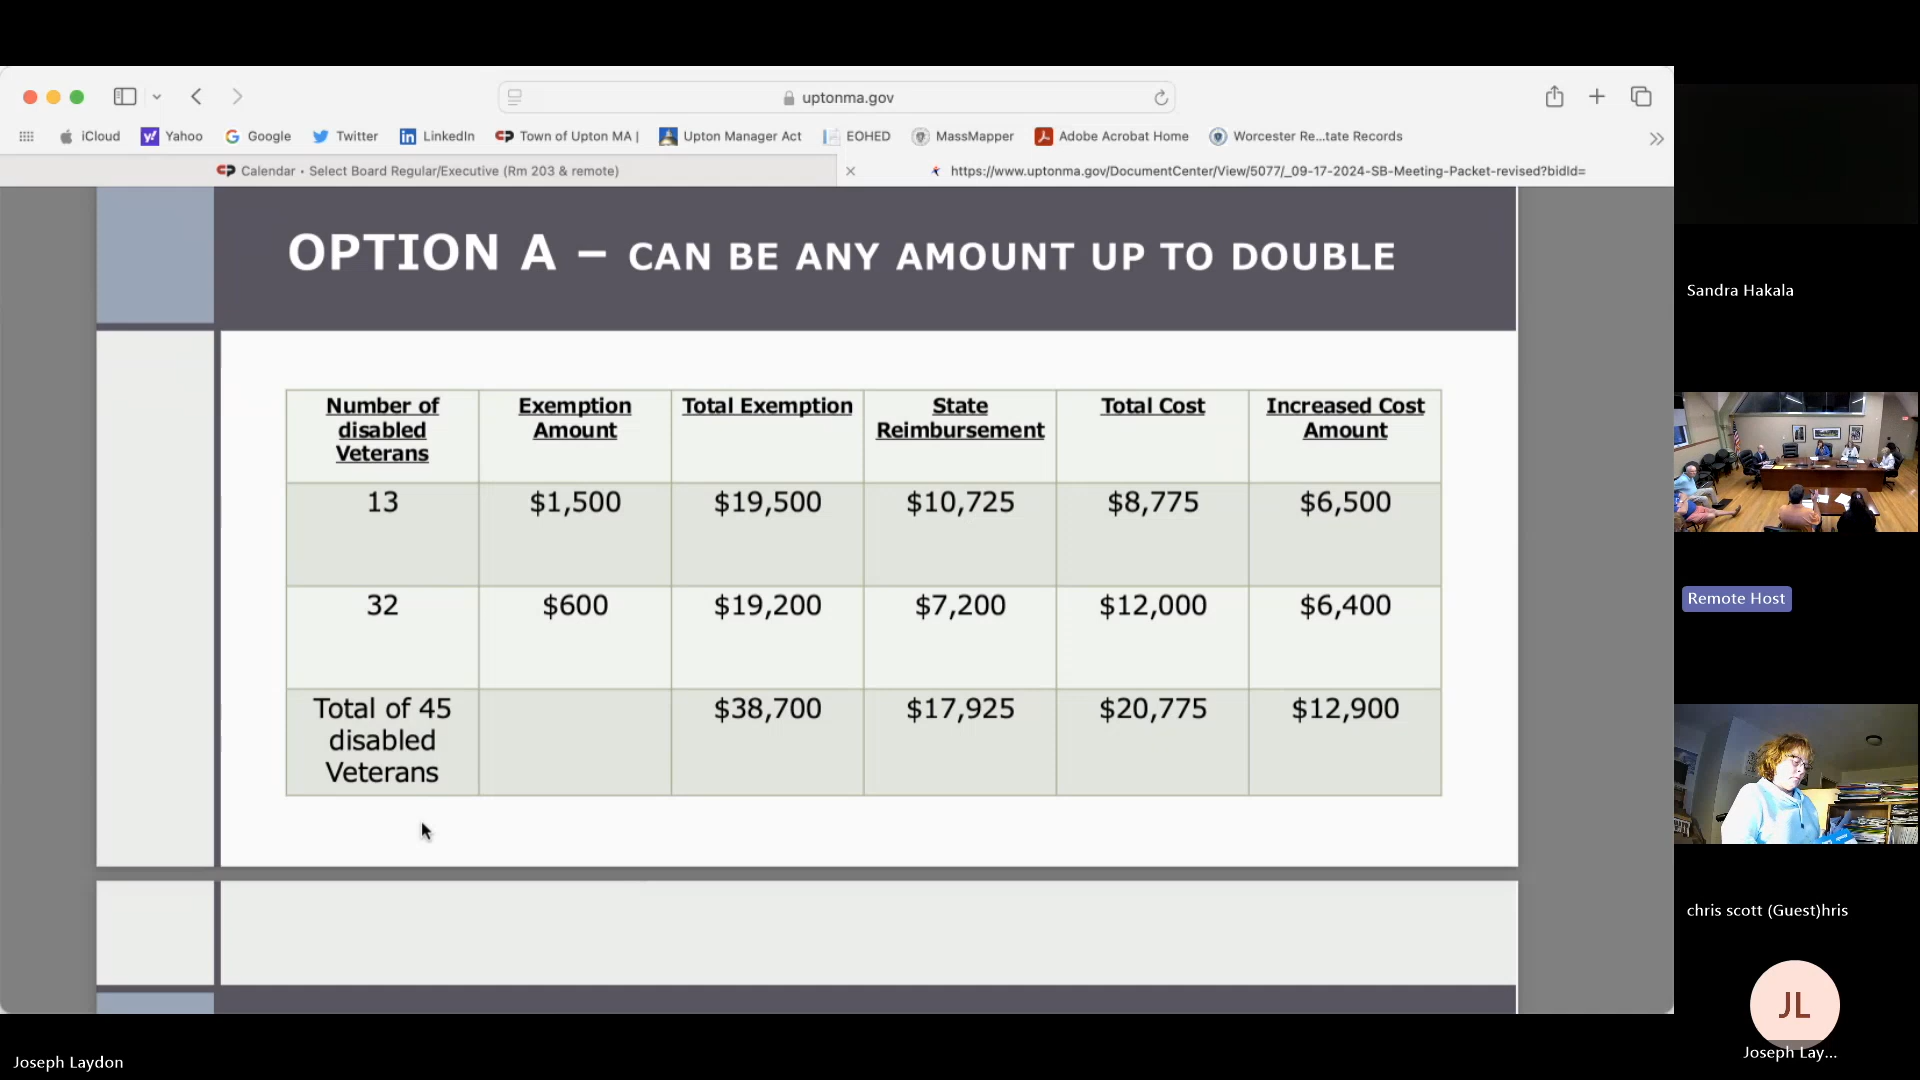 uptonma.gov
iCloud
Yahoo
Google
Twitter
LinkedIn
Town of Upton MA |
Upton Manager Act
EOHED
MassMapper
Adobe Acrobat Home
Worcester Re...tate Records
Calendar • Select Board Regular/Executive (Rm 203 & remote)
https://www.uptonma.gov/DocumentCenter/View/5077/_09-17-2024-SB-Meeting-Packet-revised?bidId=
OPTION A – CAN BE ANY AMOUNT UP TO DOUBLE
Number of disabled Veterans Exemption Amount Total Exemption State Reimbursement Total Cost Increased Cost Amount
13 $1,500 $19,500 $10,725 $8,775 $6,500
32 $600 $19,200 $7,200 $12,000 $6,400
Total of 45 disabled Veterans $38,700 $17,925 $20,775 $12,900
Sandra Hakala
Remote Host
chris scott (Guest)hris
JL
Joseph Lay...
Joseph Laydon